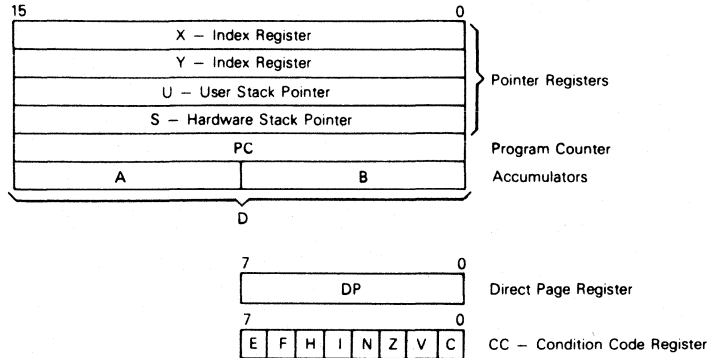 15 0
X – Index Register
Y – Index Register
U – User Stack Pointer
S – Hardware Stack Pointer
Pointer Registers
PC Program Counter
A B Accumulators
D
7 0
DP Direct Page Register
7 0
E F H I N Z V C CC – Condition Code Register